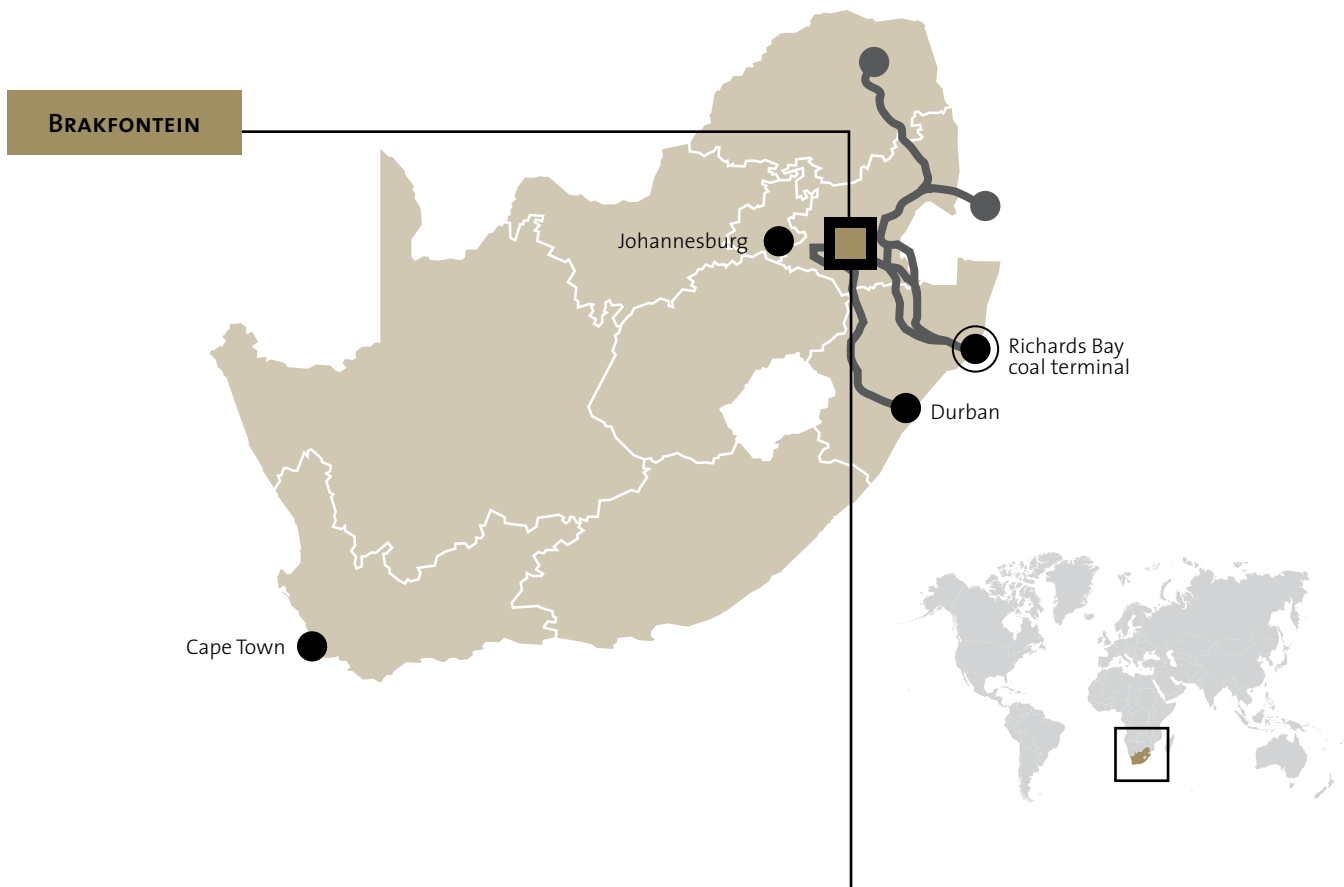 BRAKFONTEIN
Johannesburg
Richards Bay
coal terminal
Durban
Cape Town